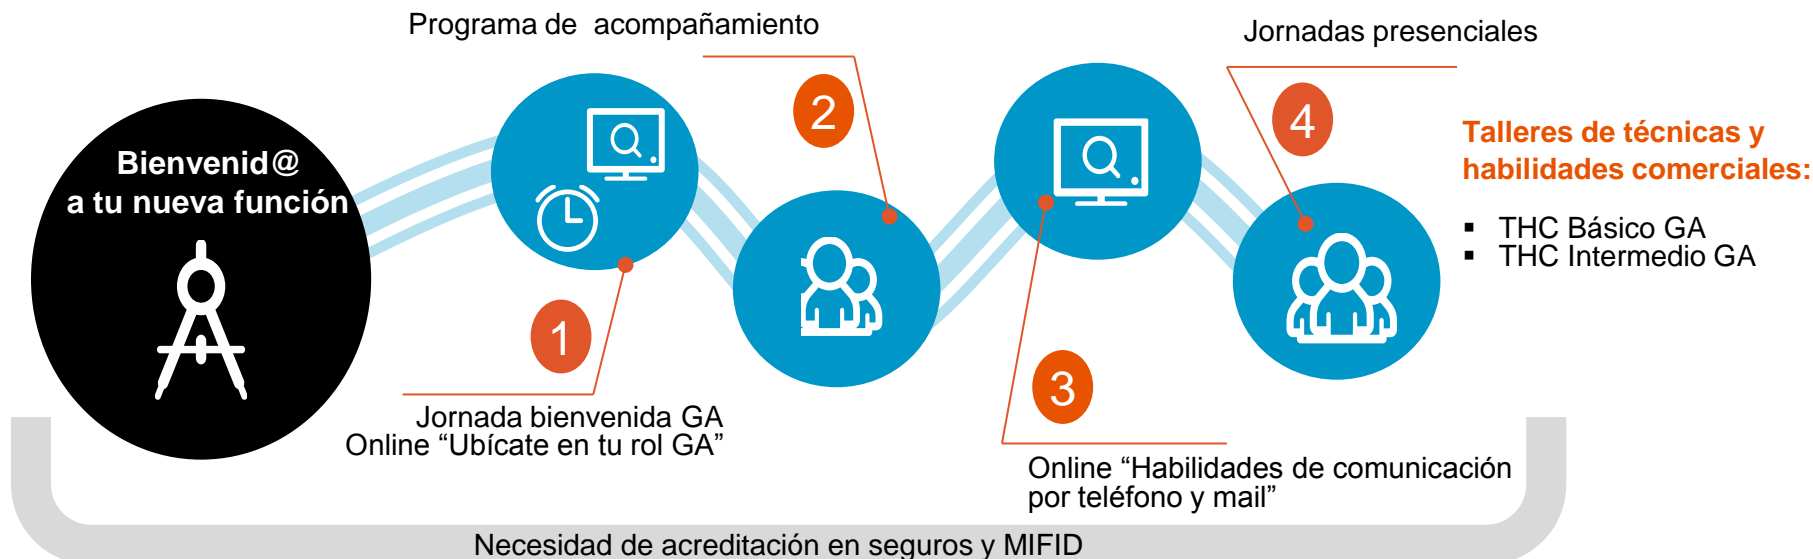 Bienvenid@
a tu nueva función
1
Jornada bienvenida GA
Online “Ubícate en tu rol GA”
Programa de acompañamiento
2
3
Online “Habilidades de comunicación
por teléfono y mail”
Jornadas presenciales
4
Talleres de técnicas y
habilidades comerciales:
▪ THC Básico GA
▪ THC Intermedio GA
Necesidad de acreditación en seguros y MIFID